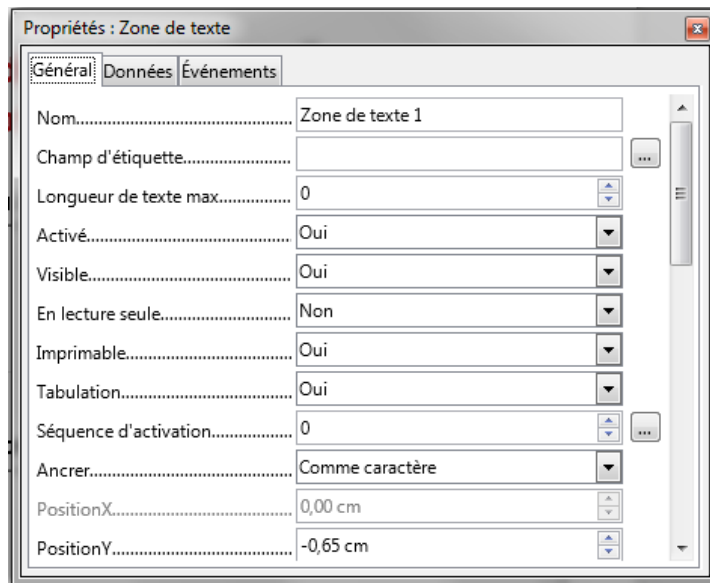 Propriétés : Zone de texte
Général Données Événements
Nom................................................ Zone de texte 1
Champ d'étiquette........................ ...
Longueur de texte max................ 0
Activé............................................. Oui
Visible............................................ Oui
En lecture seule............................ Non
Imprimable.................................... Oui
Tabulation..................................... Oui
Séquence d'activation................. 0 ...
Ancrer............................................ Comme caractère
PositionX....................................... 0,00 cm
PositionY....................................... -0,65 cm